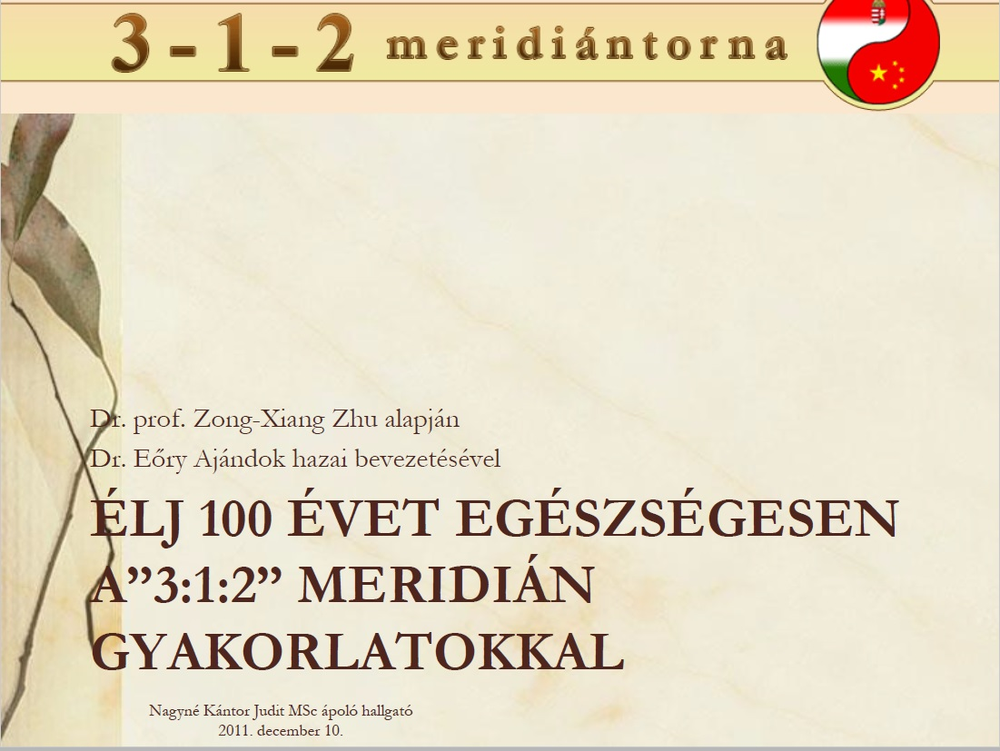 3 - 1 - 2 meridiántorna
Dr. prof. Zong-Xiang Zhu alapján
Dr. Eőry Ajándok hazai bevezetésével
ÉLJ 100 ÉVET EGÉSZSÉGESEN
A”3:1:2” MERIDIÁN
GYAKORLATOKKAL
Nagyné Kántor Judit MSc ápoló hallgató
2011. december 10.